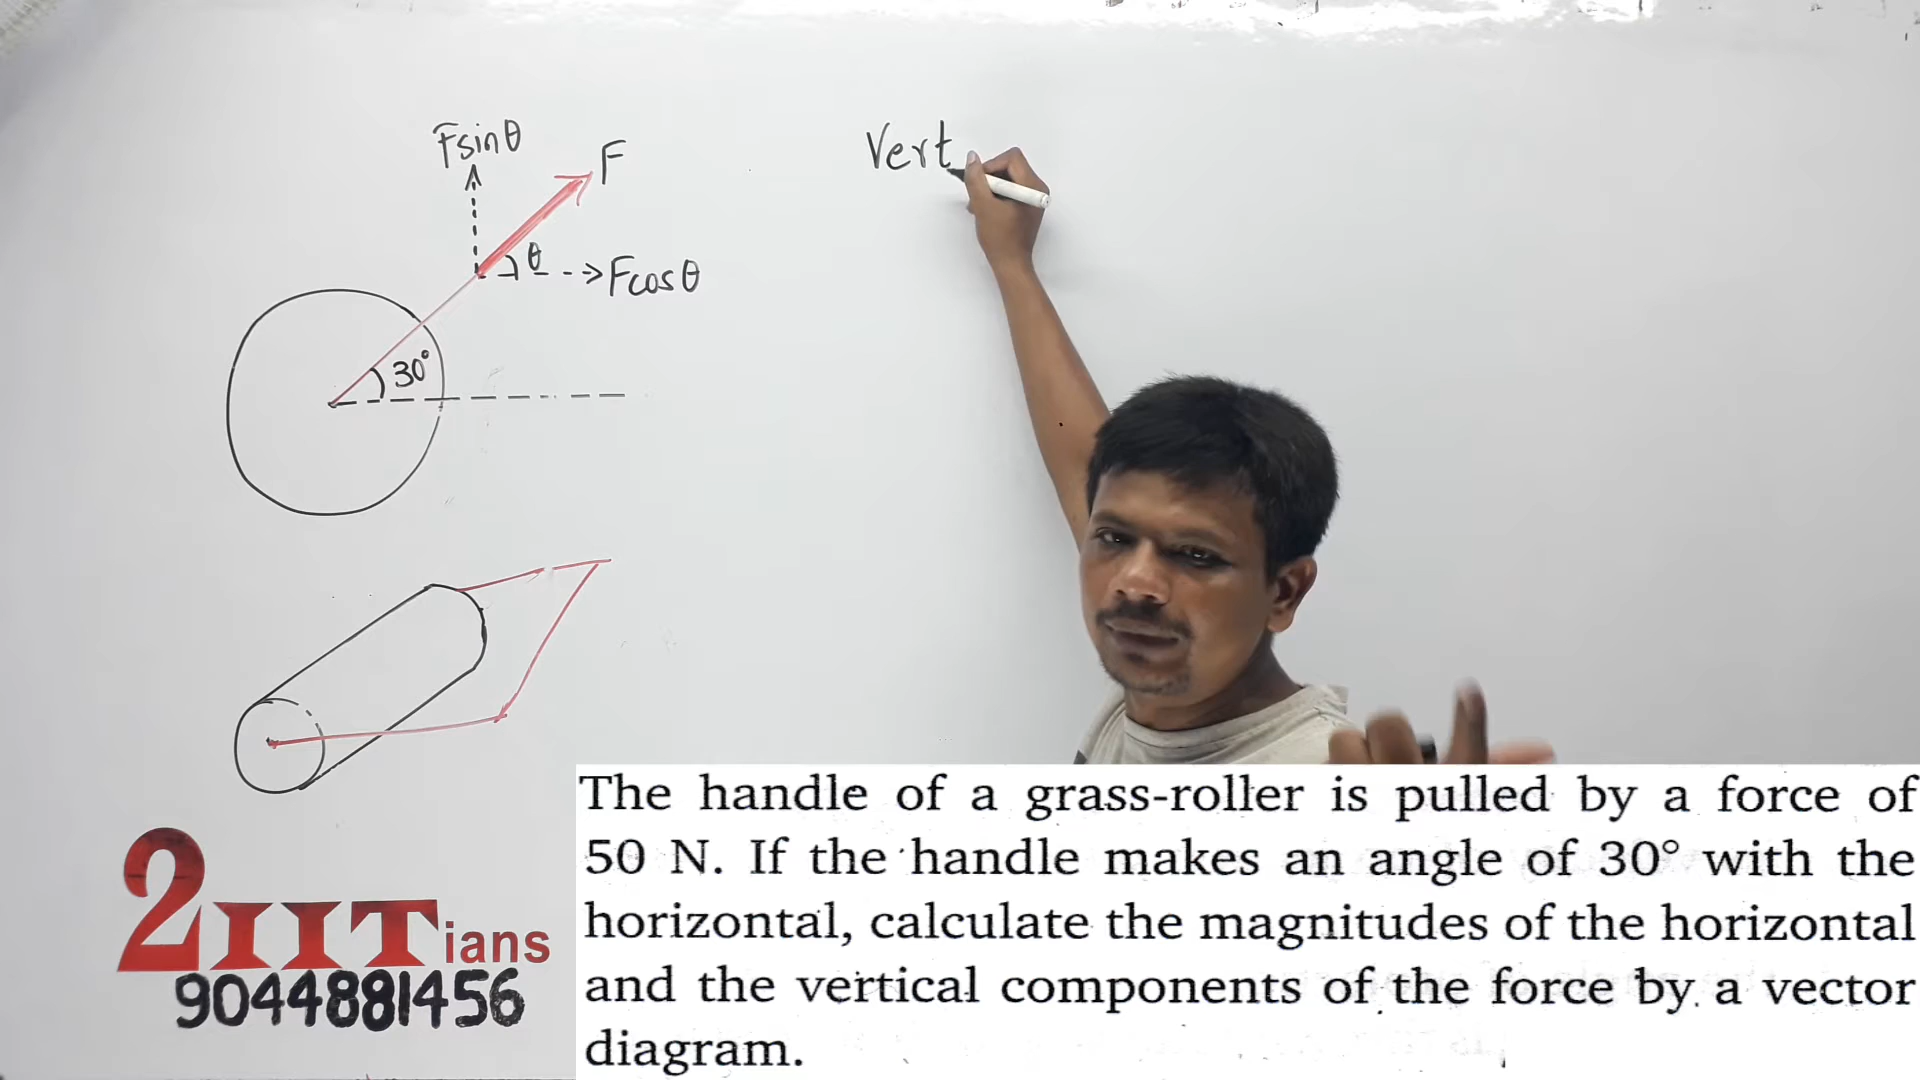 Fsinθ
F
θ
Fcosθ
30°
Vert
2IITians
9044881456
The handle of a grass-roller is pulled by a force of
50 N. If the handle makes an angle of 30° with the
horizontal, calculate the magnitudes of the horizontal
and the vertical components of the force by a vector
diagram.